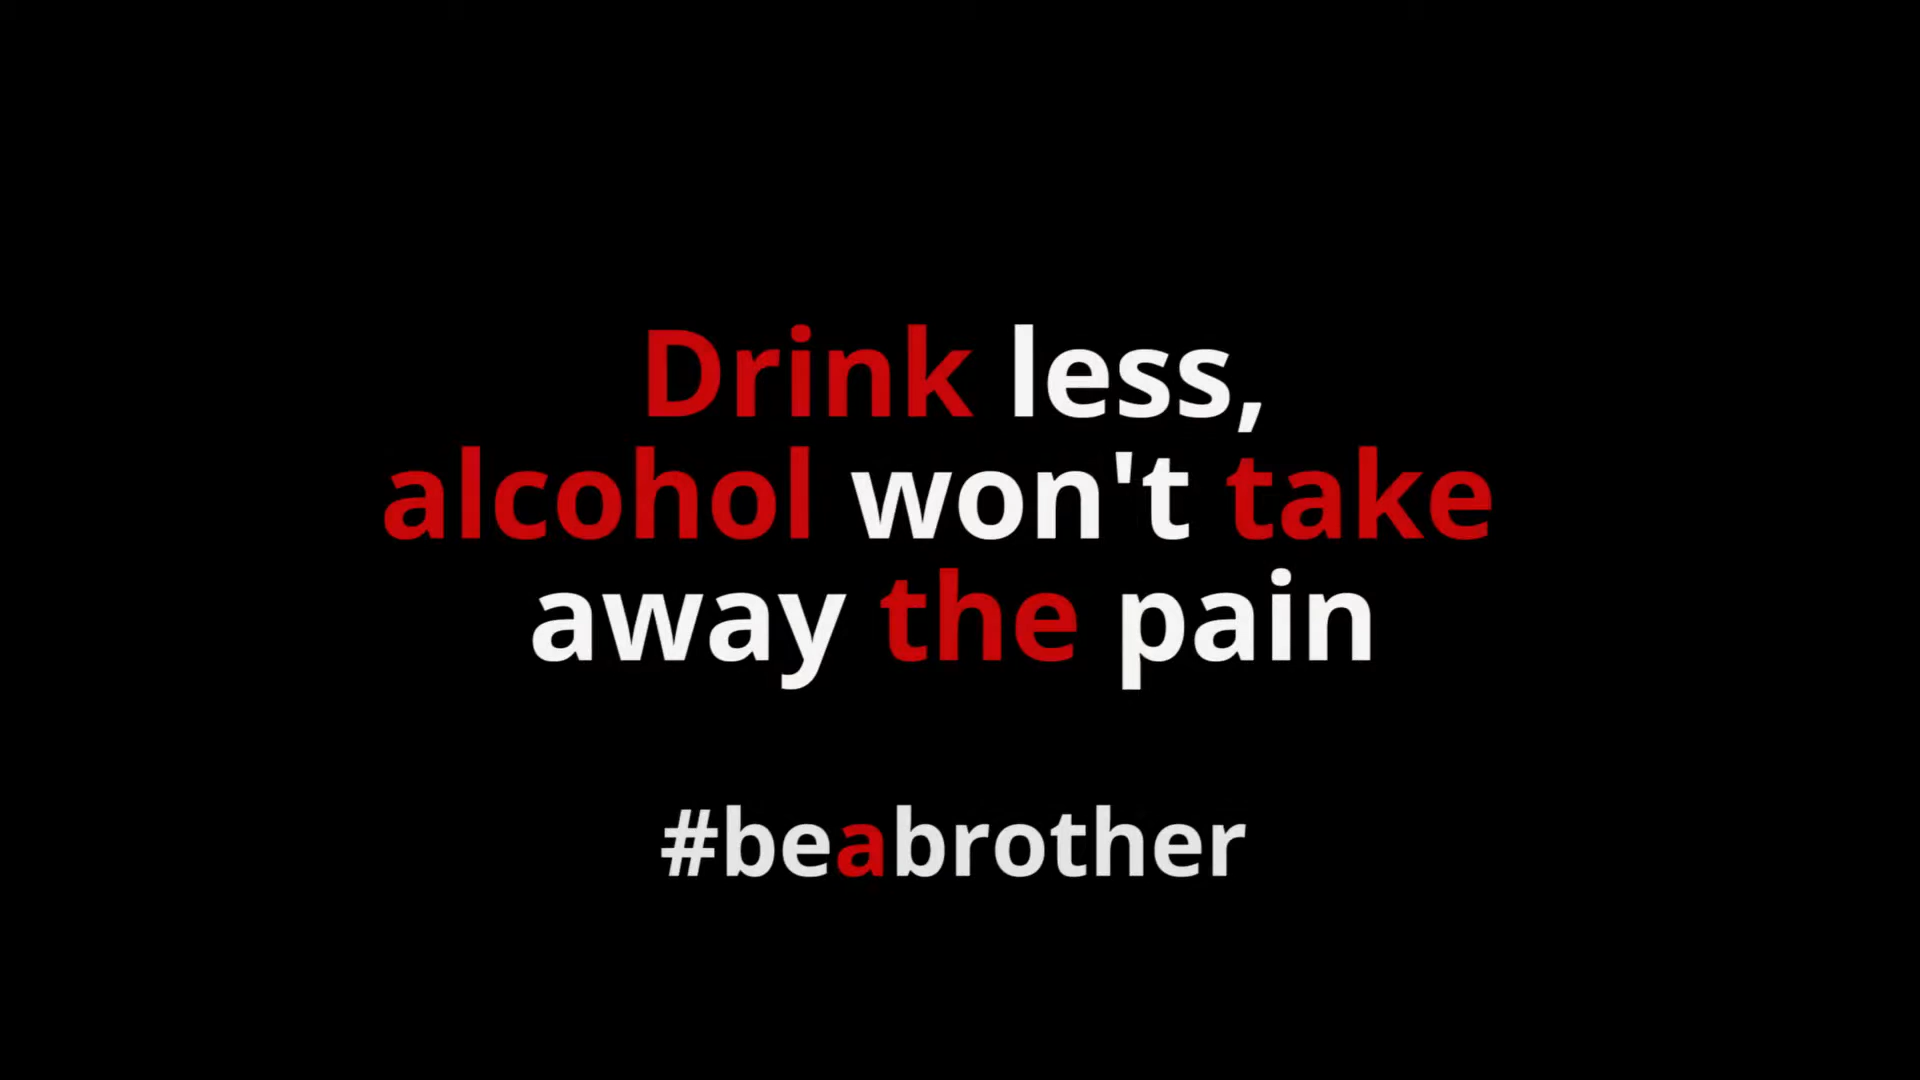 Drink less,
alcohol won't take
away the pain
#beabrother